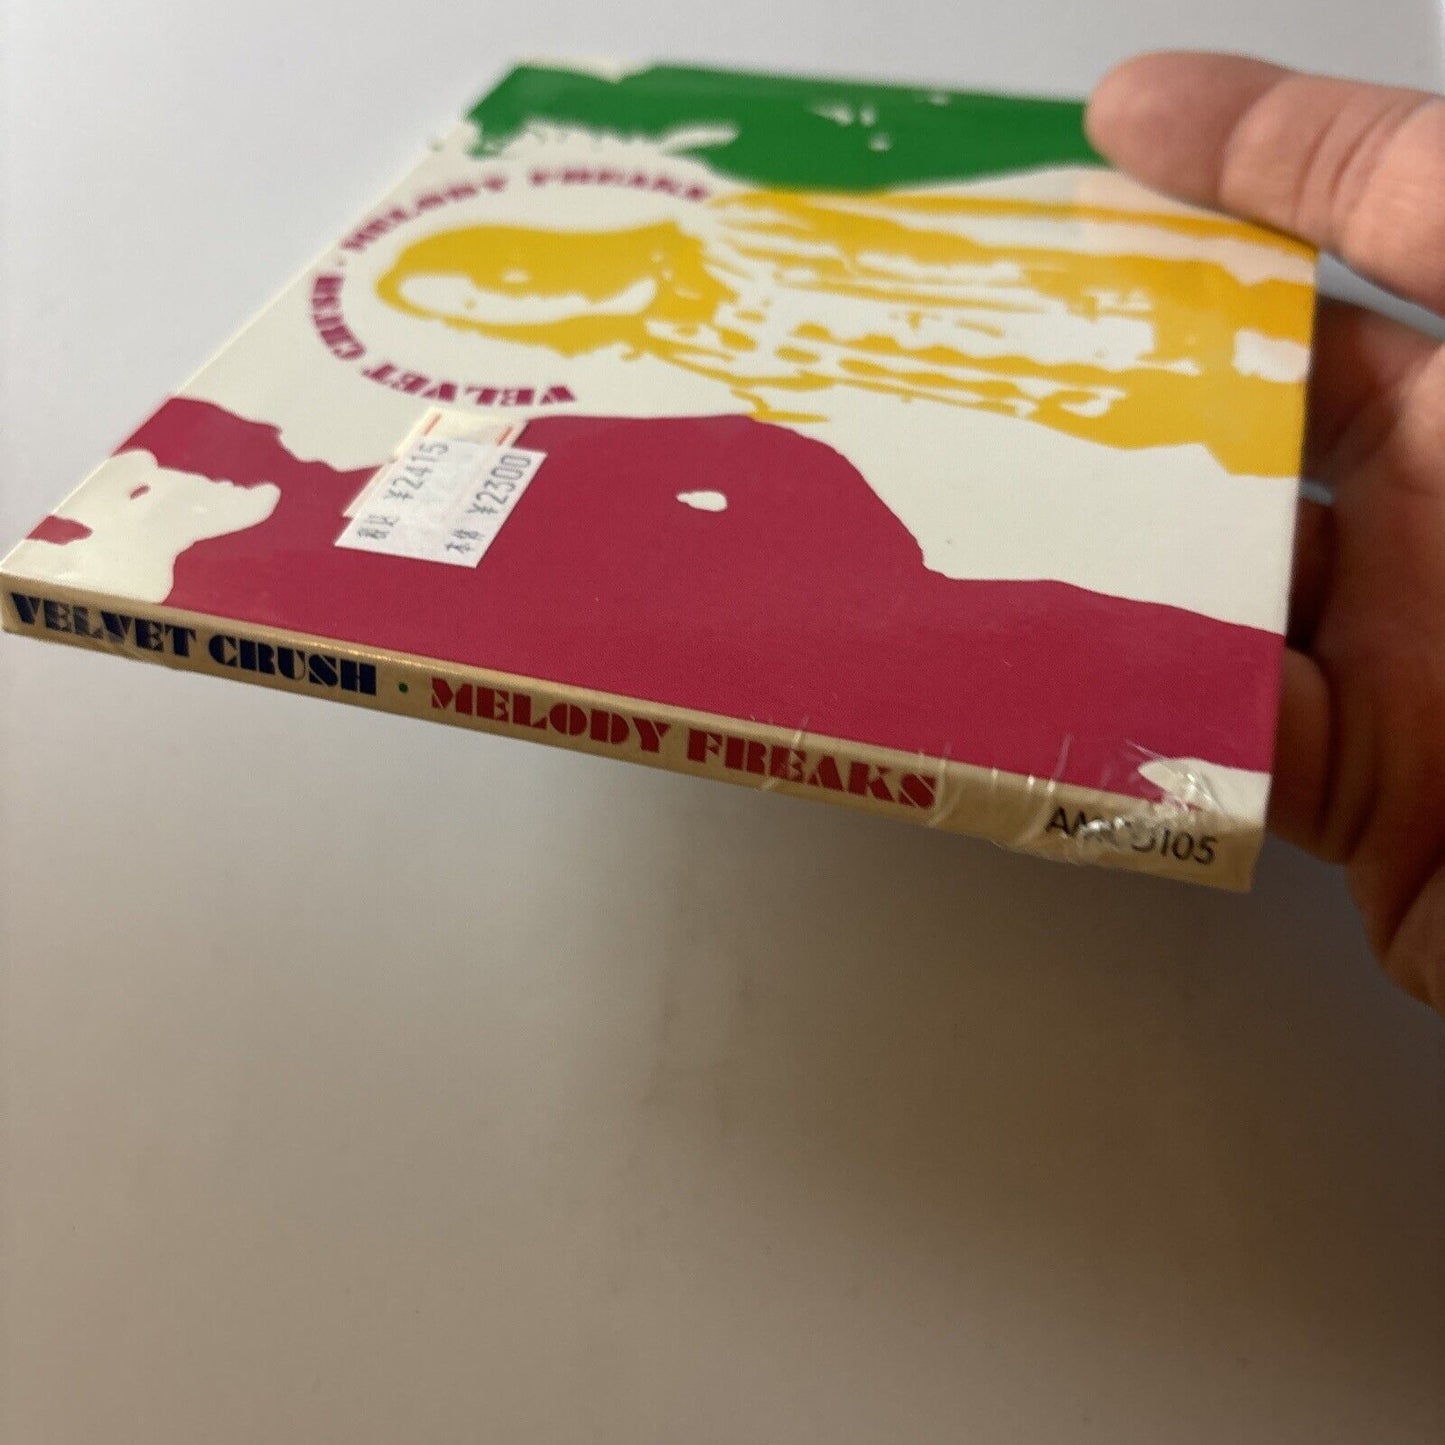 VELVET CRUSH · MELODY FREAKS
税込 ¥2415
本体 ¥2300
VELVET CRUSH · MELODY FREAKS